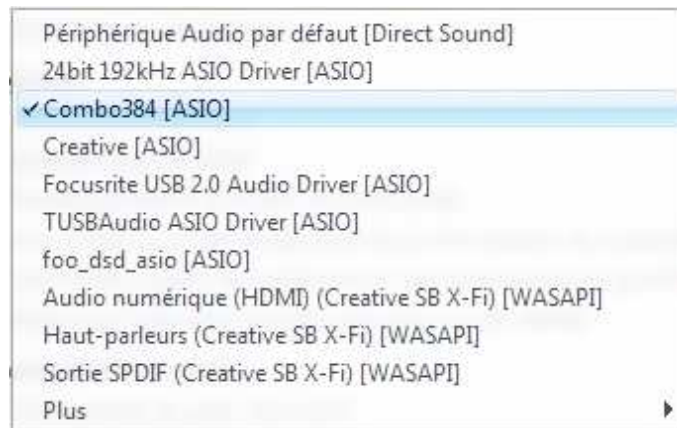 Périphérique Audio par défaut [Direct Sound]
24bit 192kHz ASIO Driver [ASIO]
Combo384 [ASIO]
Creative [ASIO]
Focusrite USB 2.0 Audio Driver [ASIO]
TUSBAudio ASIO Driver [ASIO]
foo_dsd_asio [ASIO]
Audio numérique (HDMI) (Creative SB X-Fi) [WASAPI]
Haut-parleurs (Creative SB X-Fi) [WASAPI]
Sortie SPDIF (Creative SB X-Fi) [WASAPI]
Plus